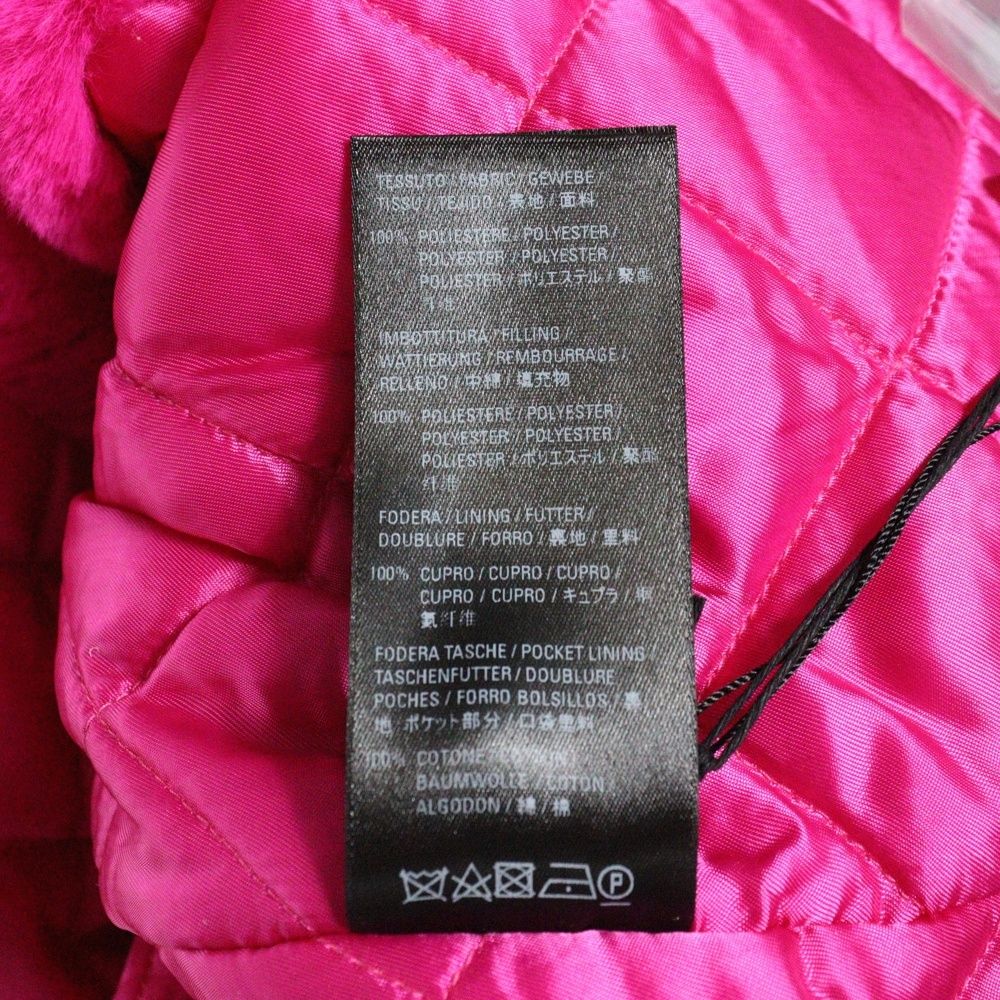 TESSUTO / FABRIC / GEWEBE
TISSU / TEJIDO / 表地 / 面料
100% POLIESTERE / POLYESTER /
POLYESTER / POLYESTER /
POLIESTER / ポリエステル / 聚酯
纤维
IMBOTTITURA / FILLING /
WATTIERUNG / REMBOURRAGE /
RELLENO / 中綿 / 填充物
100% POLIESTERE / POLYESTER /
POLYESTER / POLYESTER /
POLIESTER / ポリエステル / 聚酯
纤维
FODERA / LINING / FUTTER /
DOUBLURE / FORRO / 裏地 / 里料
100% CUPRO / CUPRO / CUPRO /
CUPRO / CUPRO / キュプラ / 铜
氨纤维
FODERA TASCHE / POCKET LINING
TASCHENFUTTER / DOUBLURE
POCHES / FORRO BOLSILLOS / 裏
地 ポケット部分 / 口袋里料
100% COTONE /
BAUMWOLLE / COTON /
ALGODON / 綿 / 棉
P